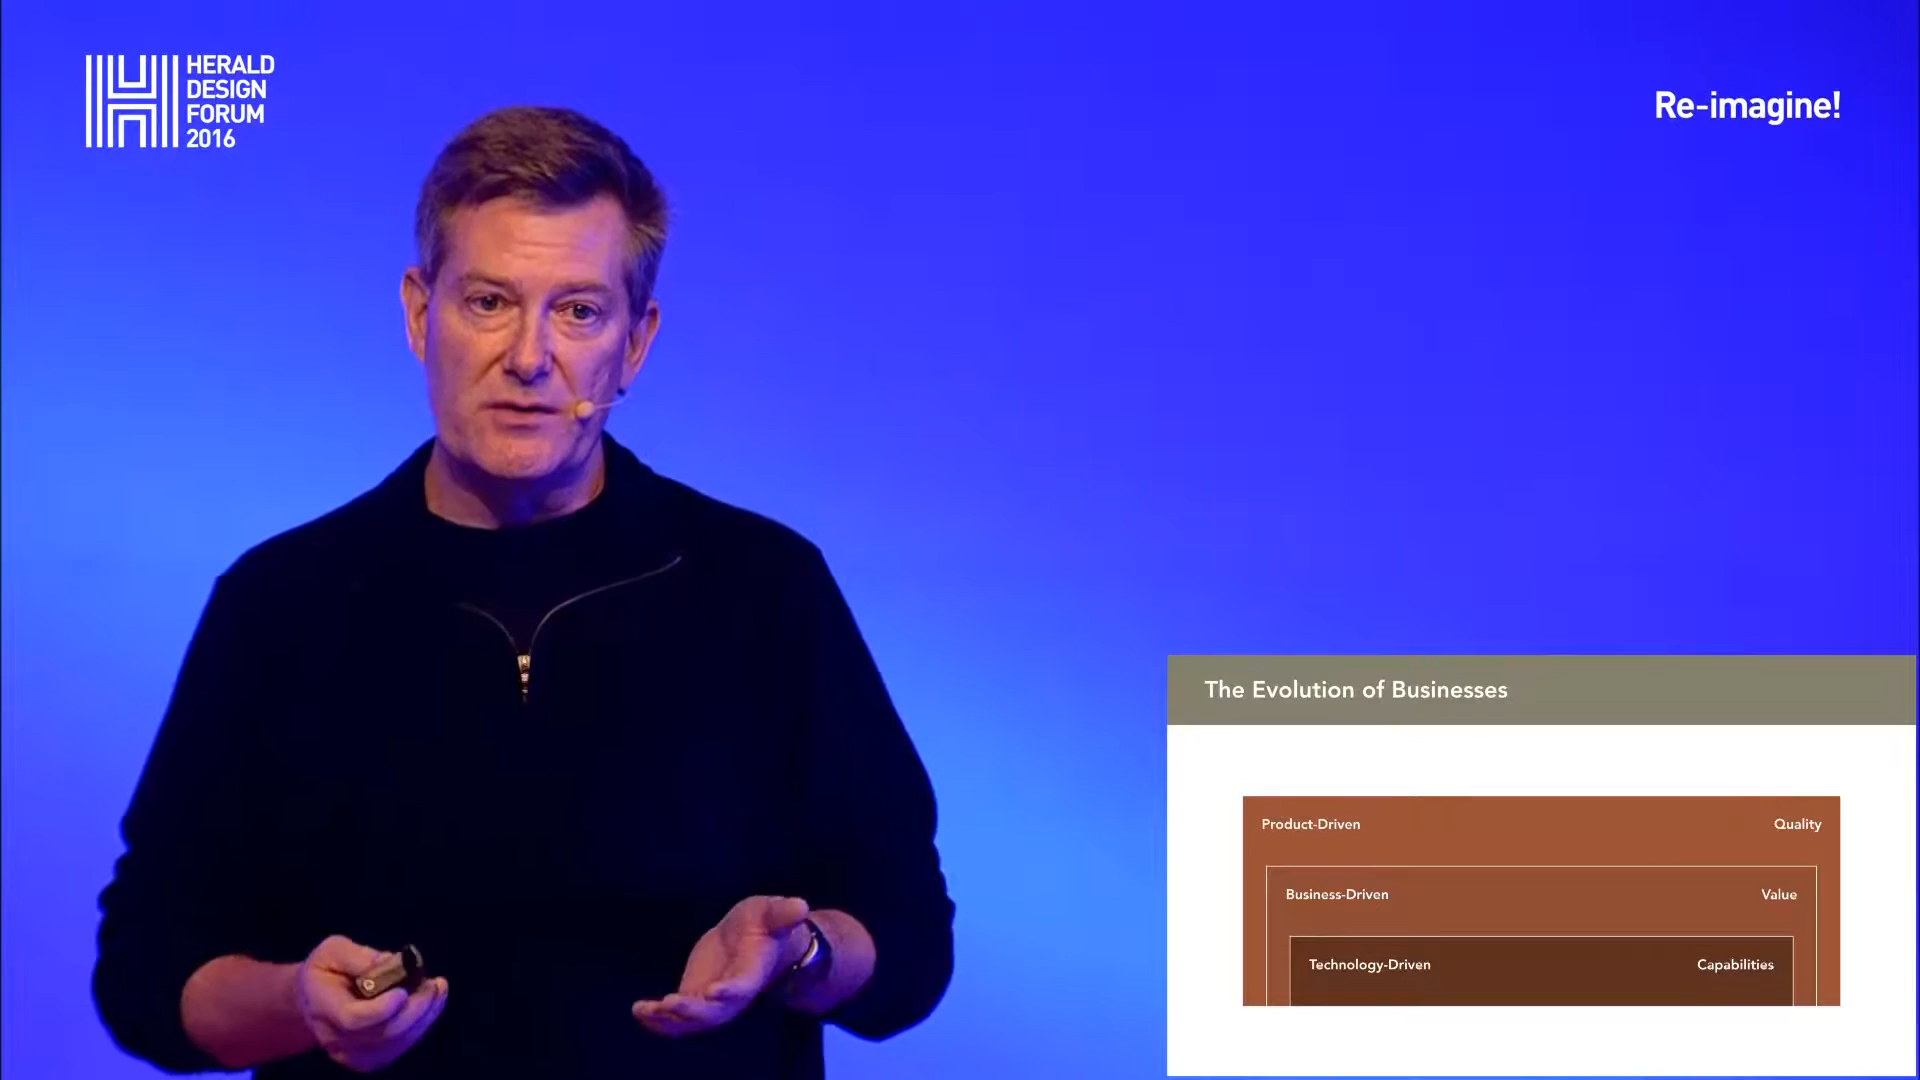 HERALD
DESIGN
FORUM
2016
Re-imagine!
The Evolution of Businesses
Product-Driven Quality
Business-Driven Value
Technology-Driven Capabilities